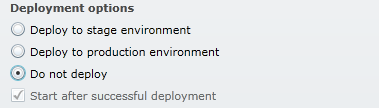 Deployment options
Deploy to stage environment
Deploy to production environment
Do not deploy
Start after successful deployment